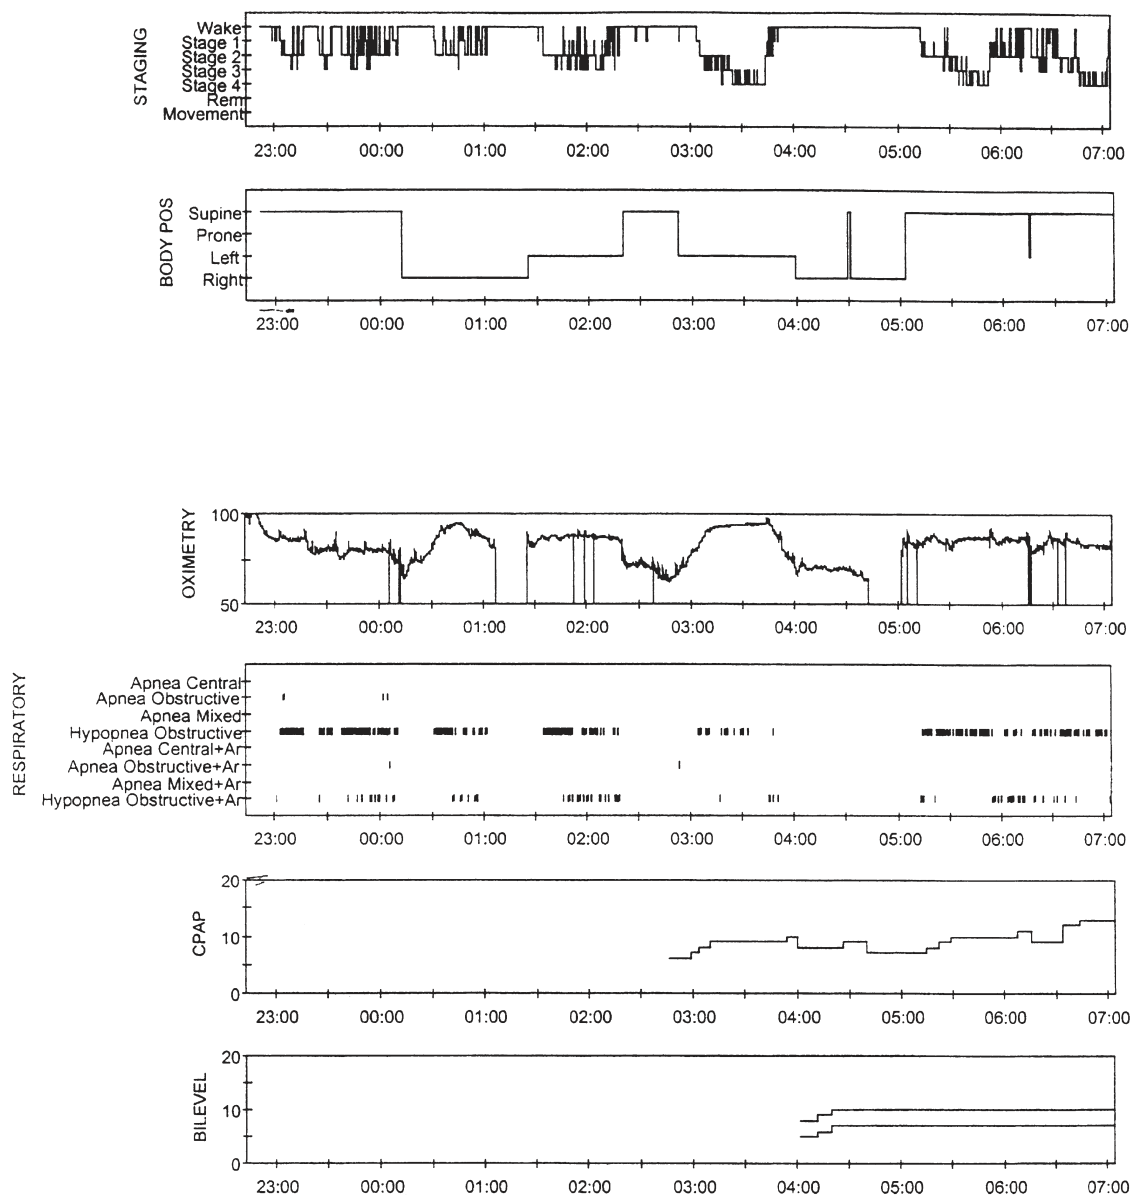 STAGING
Wake
Stage 1
Stage 2
Stage 3
Stage 4
Rem
Movement
23:00 00:00 01:00 02:00 03:00 04:00 05:00 06:00 07:00
BODY POS
Supine
Prone
Left
Right
23:00 00:00 01:00 02:00 03:00 04:00 05:00 06:00 07:00
OXIMETRY
100
50
23:00 00:00 01:00 02:00 03:00 04:00 05:00 06:00 07:00
RESPIRATORY
Apnea Central
Apnea Obstructive
Apnea Mixed
Hypopnea Obstructive
Apnea Central+Ar
Apnea Obstructive+Ar
Apnea Mixed+Ar
Hypopnea Obstructive+Ar
23:00 00:00 01:00 02:00 03:00 04:00 05:00 06:00 07:00
CPAP
20
10
0
23:00 00:00 01:00 02:00 03:00 04:00 05:00 06:00 07:00
BILEVEL
20
10
0
23:00 00:00 01:00 02:00 03:00 04:00 05:00 06:00 07:00